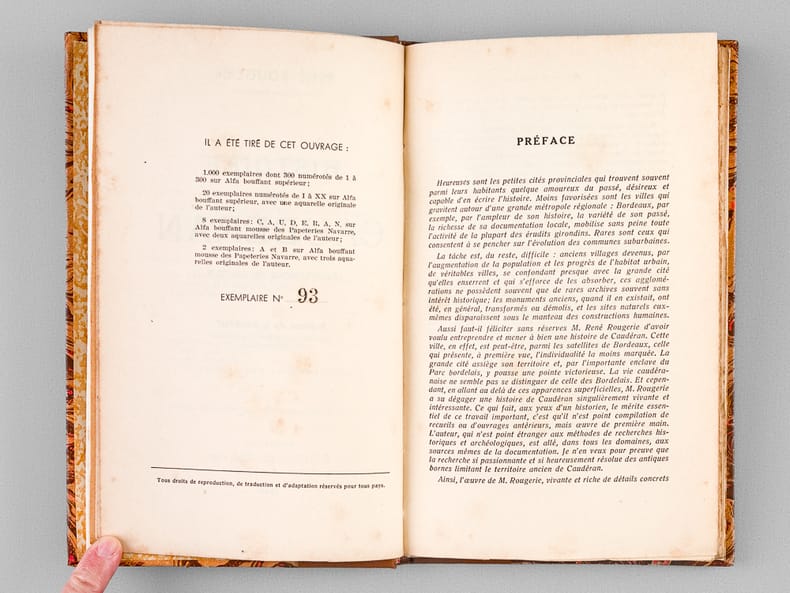 IL A ÉTÉ TIRÉ DE CET OUVRAGE :
1.000 exemplaires dont 300 numérotés de 1 à
300 sur Alfa bouffant supérieur ;
20 exemplaires numérotés de I à XX sur Alfa
bouffant supérieur, avec une aquarelle originale
de l'auteur ;
8 exemplaires : C, A, U, D, E, R, A, N, sur
Alfa bouffant mousse des Papeteries Navarre,
avec deux aquarelles originales de l'auteur ;
2 exemplaires : A et B sur Alfa bouffant
mousse des Papeteries Navarre, avec trois aqua-
relles originales de l'auteur.
EXEMPLAIRE N° 93
Tous droits de reproduction, de traduction et d'adaptation réservés pour tous pays.
PRÉFACE
Heureuses sont les petites cités provinciales qui trouvent souvent
parmi leurs habitants quelque amoureux du passé, désireux et
capable d'en écrire l'histoire. Moins favorisées sont les villes qui
gravitent autour d'une grande métropole régionale : Bordeaux, par
exemple, par l'ampleur de son histoire, la variété de son passé,
la richesse de sa documentation locale, mobilise sans peine toute
l'activité de la plupart des érudits girondins. Rares sont ceux qui
consentent à se pencher sur l'évolution des communes suburbaines.
La tâche est, du reste, difficile : anciens villages devenus, par
l'augmentation de la population et les progrès de l'habitat urbain,
de véritables villes, se confondant presque avec la grande cité
qu'elles enserrent et qui s'efforce de les absorber, ces agglomé-
rations ne possèdent souvent que de rares archives souvent sans
intérêt historique ; les monuments anciens, quand il en existait, ont
été, en général, transformés ou démolis, et les sites naturels eux-
mêmes disparaissent sous le manteau des constructions humaines.
Aussi faut-il féliciter sans réserves M. René Rougerie d'avoir
voulu entreprendre et mener à bien une histoire de Caudéran. Cette
ville, en effet, est peut-être, parmi les satellites de Bordeaux, celle
qui présente, à première vue, l'individualité la moins marquée. La
grande cité assiège son territoire et, par l'importante enclave du
Parc bordelais, y pousse une pointe victorieuse. La vie caudéra-
naise ne semble pas se distinguer de celle des Bordelais. Et cepen-
dant, en allant au delà de ces apparences superficielles, M. Rougerie
a su dégager une histoire de Caudéran singulièrement vivante et
intéressante. Ce qui fait, aux yeux d'un historien, le mérite essen-
tiel de ce travail important, c'est qu'il n'est point compilation de
recueils ou d'ouvrages antérieurs, mais œuvre de première main.
L'auteur, qui n'est point étranger aux méthodes de recherches his-
toriques et archéologiques, est allé, dans tous les domaines, aux
sources mêmes de la documentation. Je n'en veux pour preuve que
la recherche si passionnante et si heureusement résolue des antiques
bornes limitant le territoire ancien de Caudéran.
Ainsi, l'œuvre de M. Rougerie, vivante et riche de détails concrets